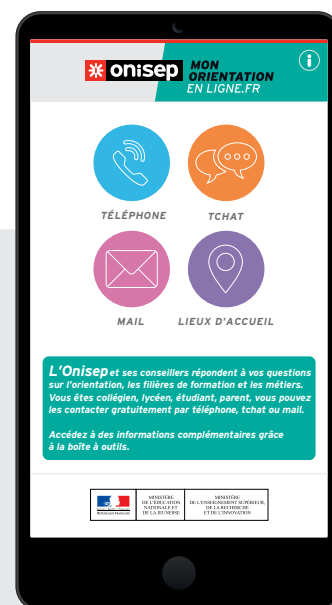 onisep MON
ORIENTATION
EN LIGNE.FR
i
TÉLÉPHONE
TCHAT
MAIL
LIEUX D'ACCUEIL
L'Onisep et ses conseillers répondent à vos questions
sur l'orientation, les filières de formation et les métiers.
Vous êtes collégien, lycéen, étudiant, parent, vous pouvez
les contacter gratuitement par téléphone, tchat ou mail.
Accédez à des informations complémentaires grâce
à la boîte à outils.
RÉPUBLIQUE FRANÇAISE
MINISTÈRE
DE L'ÉDUCATION
NATIONALE ET
DE LA JEUNESSE
MINISTÈRE
DE L'ENSEIGNEMENT SUPÉRIEUR,
DE LA RECHERCHE
ET DE L'INNOVATION